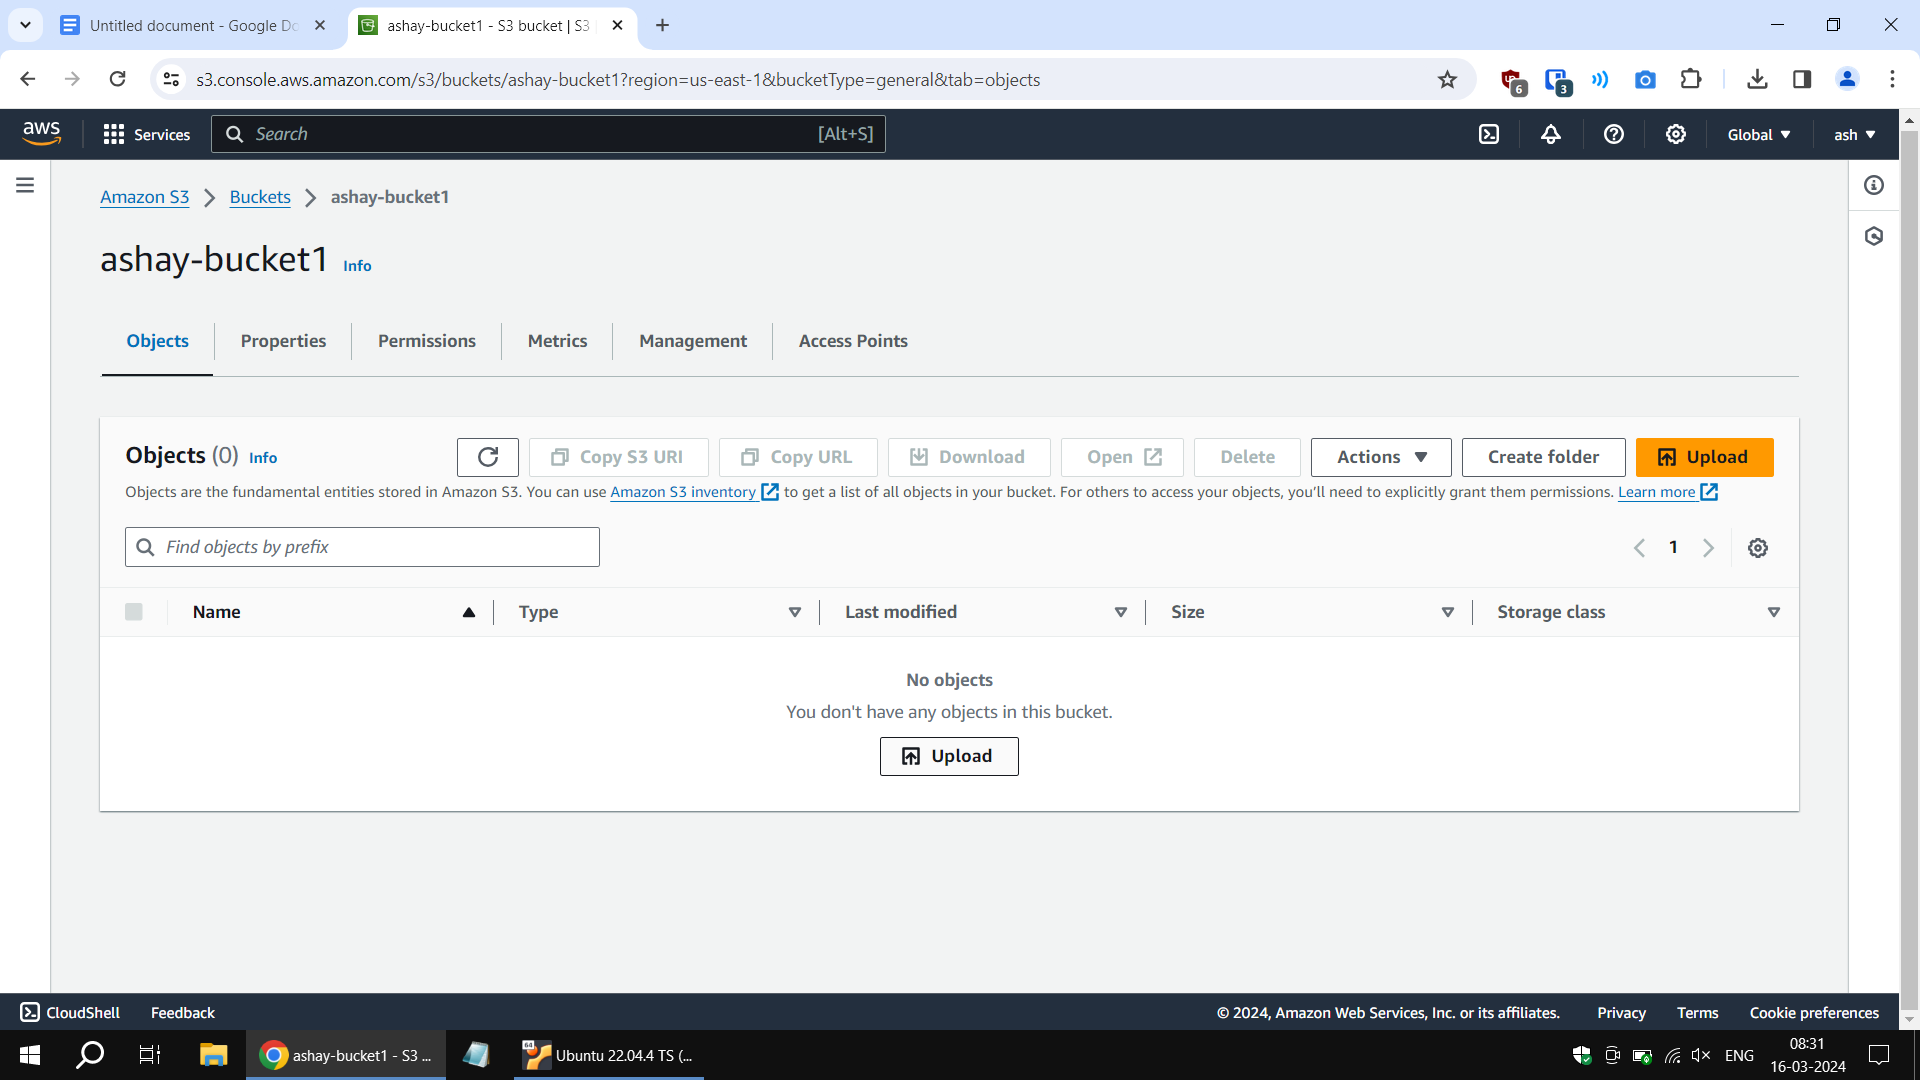 Untitled document - Google Do
ashay-bucket1 - S3 bucket | S3
s3.console.aws.amazon.com/s3/buckets/ashay-bucket1?region=us-east-1&bucketType=general&tab=objects
6
3
aws
Services
Search
[Alt+S]
Global
ash
Amazon S3
Buckets
ashay-bucket1
ashay-bucket1
Info
Objects
Properties
Permissions
Metrics
Management
Access Points
Objects (0)
Info
Copy S3 URI
Copy URL
Download
Open
Delete
Actions
Create folder
Upload
Objects are the fundamental entities stored in Amazon S3. You can use Amazon S3 inventory to get a list of all objects in your bucket. For others to access your objects, you'll need to explicitly grant them permissions. Learn more
Find objects by prefix
1
Name
Type
Last modified
Size
Storage class
No objects
You don't have any objects in this bucket.
Upload
CloudShell
Feedback
© 2024, Amazon Web Services, Inc. or its affiliates.
Privacy
Terms
Cookie preferences
ashay-bucket1 - S3 ...
64
Ubuntu 22.04.4 TS (...
ENG
08:31
16-03-2024